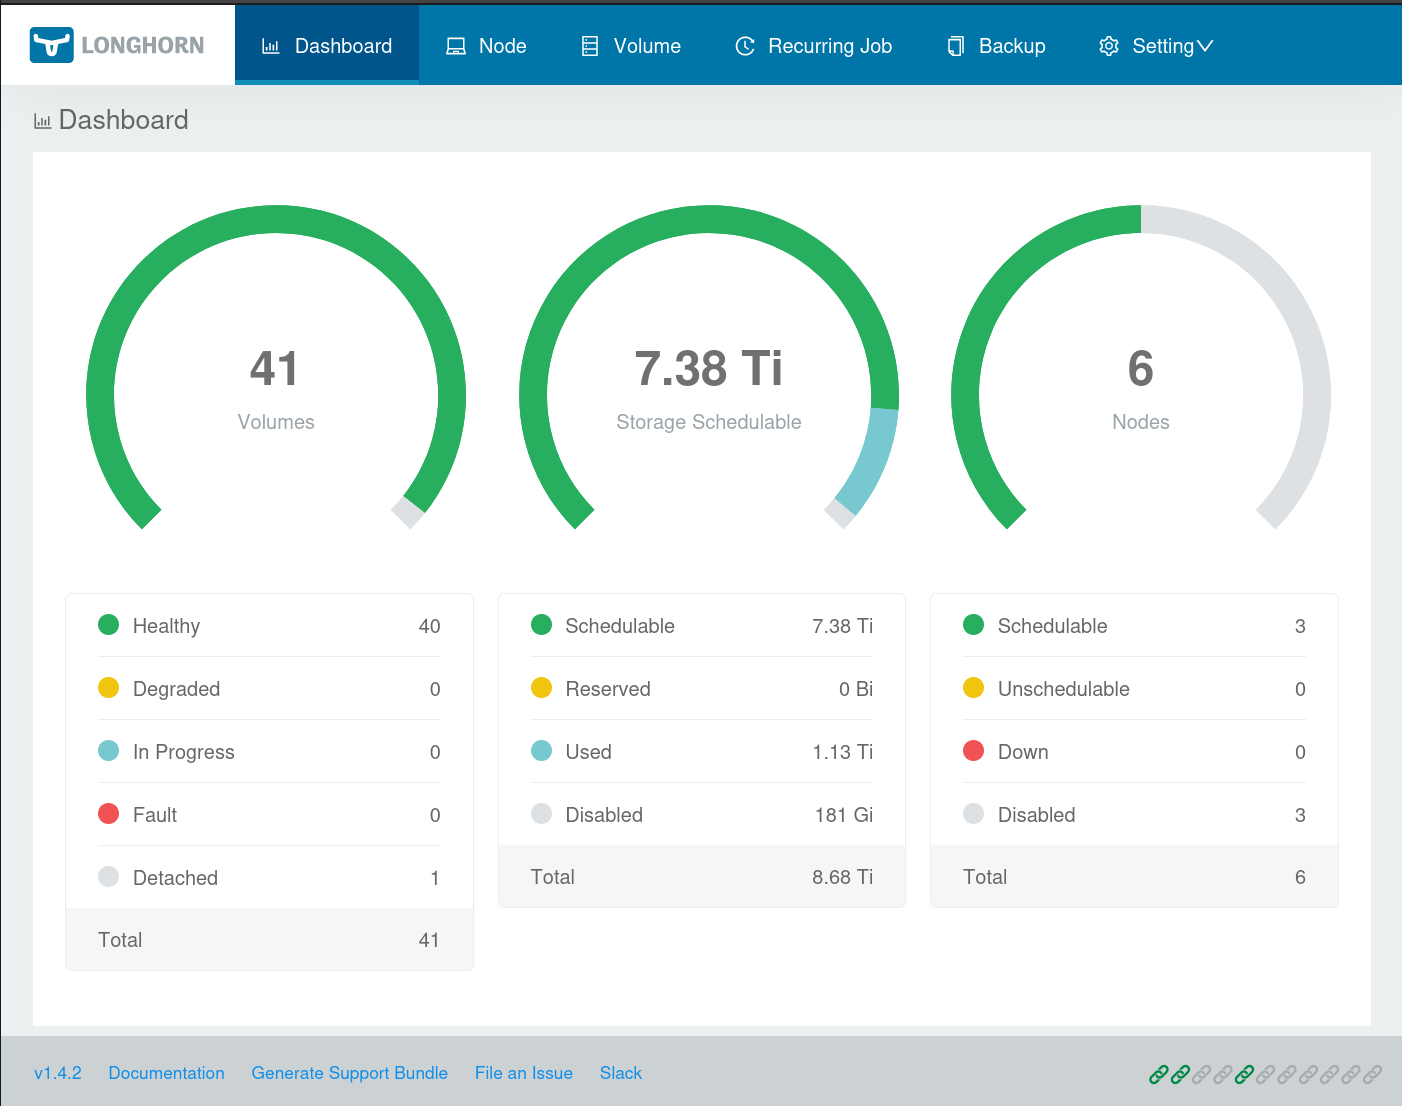 LONGHORN
Dashboard
Node
Volume
Recurring Job
Backup
Setting
Dashboard
41
Volumes
7.38 Ti
Storage Schedulable
6
Nodes
Healthy 40
Degraded 0
In Progress 0
Fault 0
Detached 1
Total 41
Schedulable 7.38 Ti
Reserved 0 Bi
Used 1.13 Ti
Disabled 181 Gi
Total 8.68 Ti
Schedulable 3
Unschedulable 0
Down 0
Disabled 3
Total 6
v1.4.2
Documentation
Generate Support Bundle
File an Issue
Slack